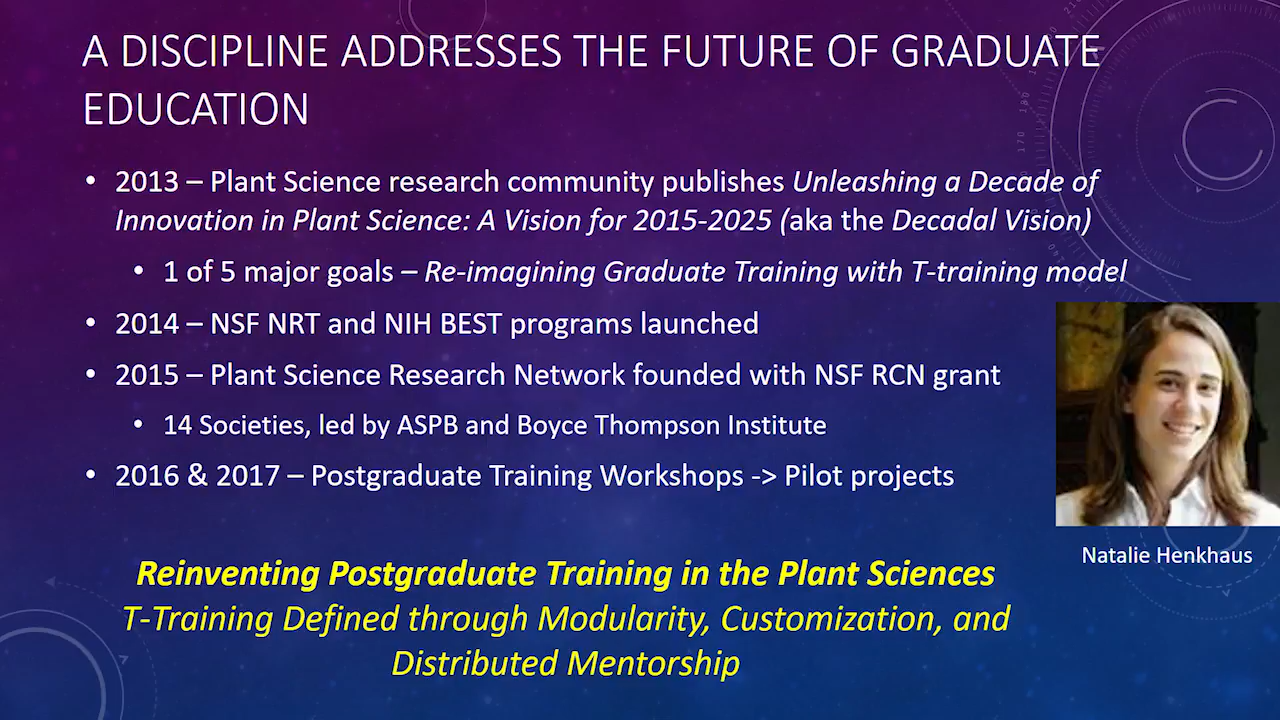 A DISCIPLINE ADDRESSES THE FUTURE OF GRADUATE
EDUCATION
• 2013 – Plant Science research community publishes Unleashing a Decade of
Innovation in Plant Science: A Vision for 2015-2025 (aka the Decadal Vision)
• 1 of 5 major goals – Re-imagining Graduate Training with T-training model
• 2014 – NSF NRT and NIH BEST programs launched
• 2015 – Plant Science Research Network founded with NSF RCN grant
• 14 Societies, led by ASPB and Boyce Thompson Institute
• 2016 & 2017 – Postgraduate Training Workshops -> Pilot projects
Natalie Henkhaus
Reinventing Postgraduate Training in the Plant Sciences
T-Training Defined through Modularity, Customization, and
Distributed Mentorship